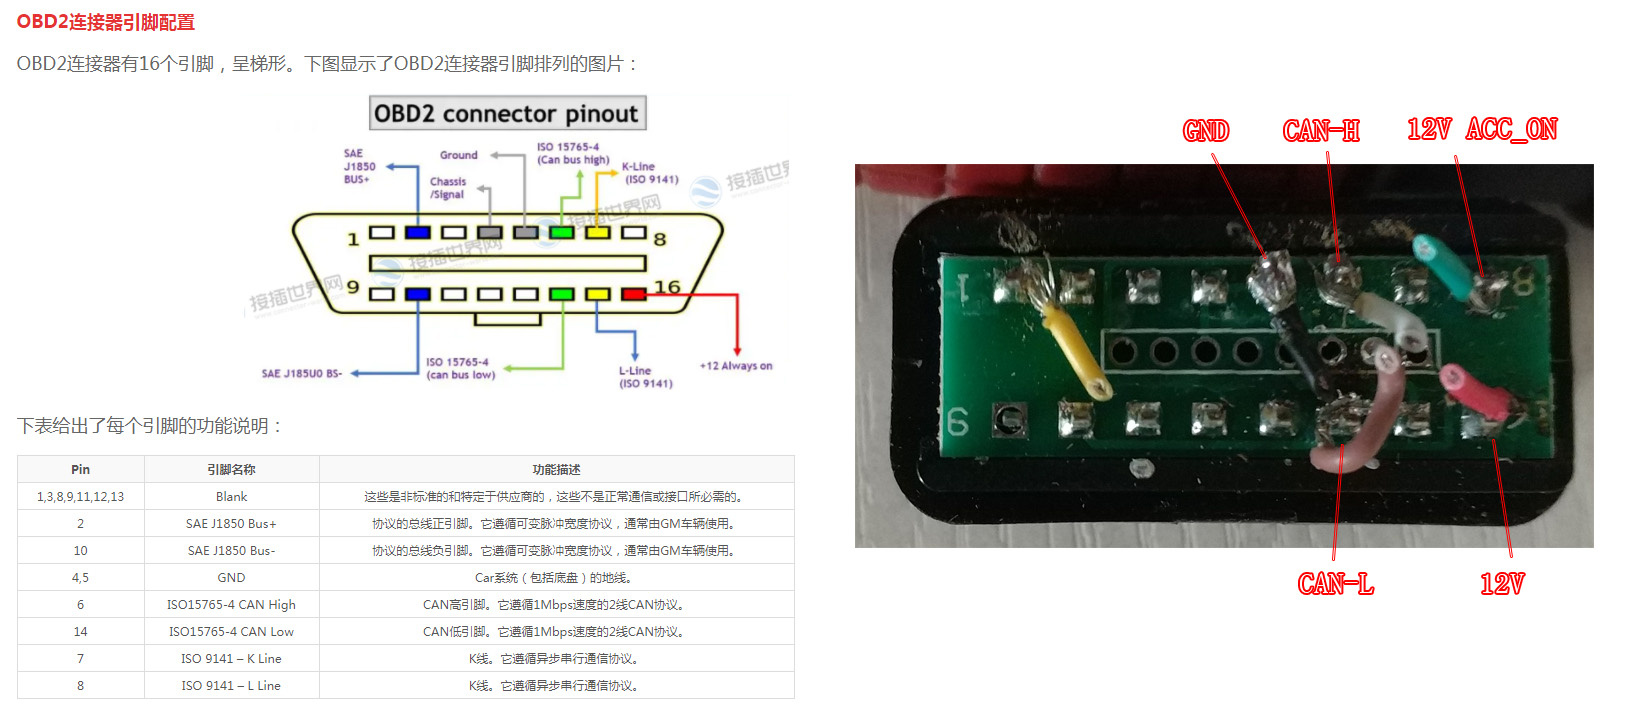 OBD2连接器引脚配置
OBD2连接器有16个引脚，呈梯形。下图显示了OBD2连接器引脚排列的图片：
OBD2 connector pinout
SAE
J1850
BUS+
Ground
Chassis
/Signal
ISO 15765-4
(Can bus high)
K-Line
(ISO 9141)
接插世界网
接插世界网
接插世界网
接插世
1
8
9
16
SAE J185U0 BS-
ISO 15765-4
(can bus low)
L-Line
(ISO 9141)
+12 Always on
下表给出了每个引脚的功能说明：
Pin 引脚名称 功能描述
1,3,8,9,11,12,13 Blank 这些是非标准的和特定于供应商的，这些不是正常通信或接口所必需的。
2 SAE J1850 Bus+ 协议的总线正引脚。它遵循可变脉冲宽度协议，通常由GM车辆使用。
10 SAE J1850 Bus- 协议的总线负引脚。它遵循可变脉冲宽度协议，通常由GM车辆使用。
4,5 GND Car系统（包括底盘）的地线。
6 ISO15765-4 CAN High CAN高引脚。它遵循1Mbps速度的2线CAN协议。
14 ISO15765-4 CAN Low CAN低引脚。它遵循1Mbps速度的2线CAN协议。
7 ISO 9141 – K Line K线。它遵循异步串行通信协议。
8 ISO 9141 – L Line K线。它遵循异步串行通信协议。
GND
CAN-H
12V ACC_ON
1
8
9
CAN-L
12V